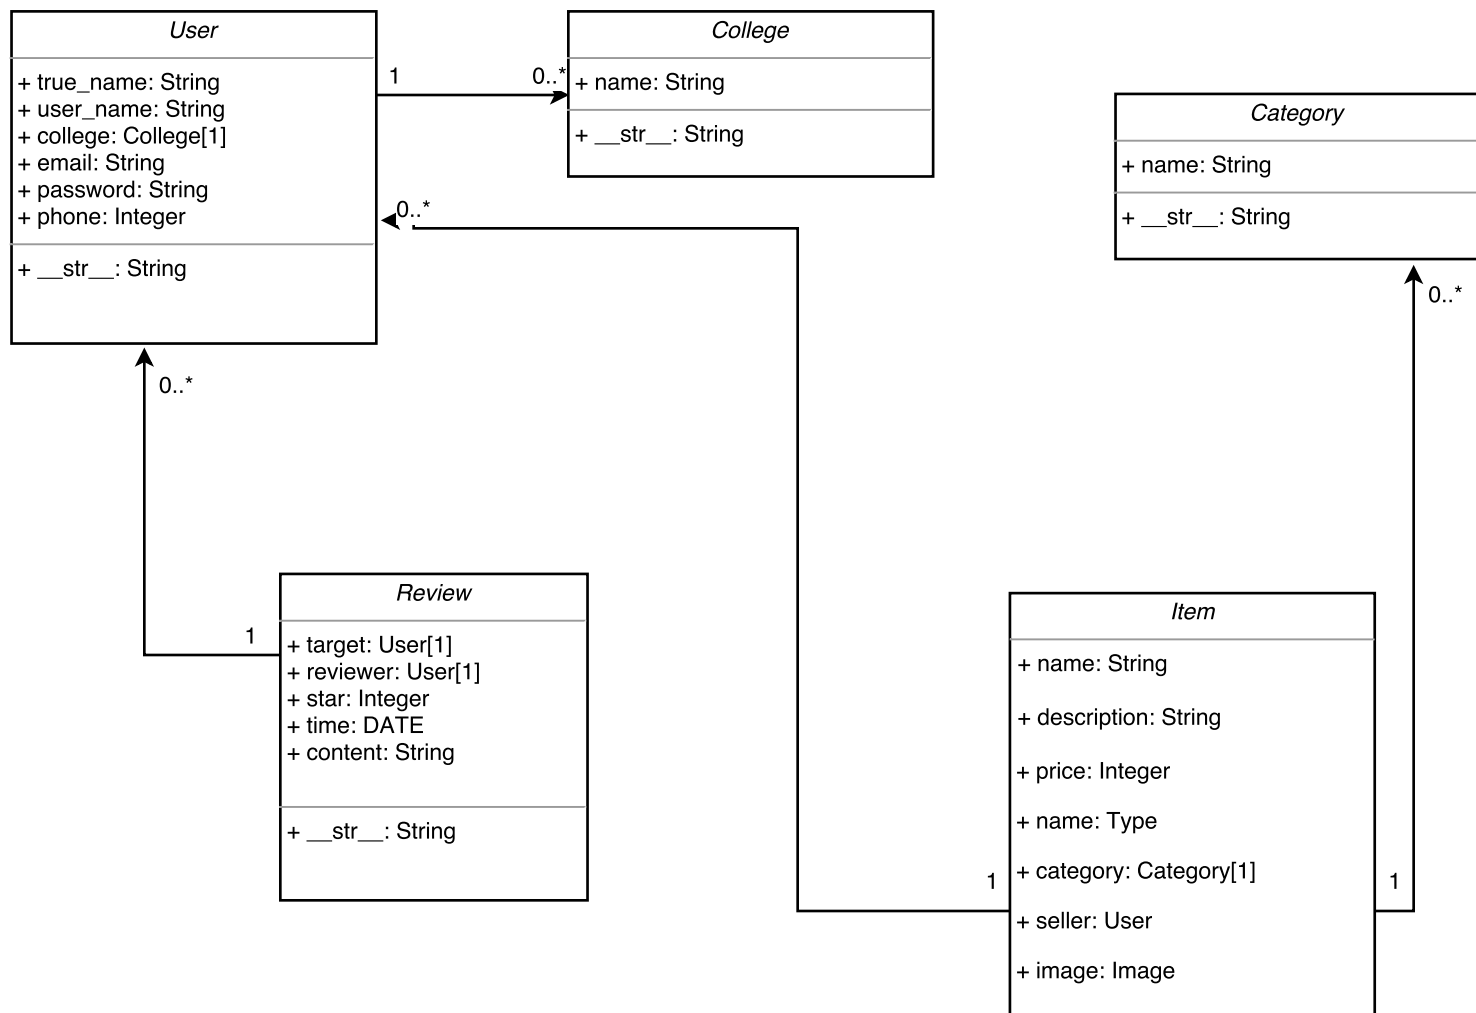 User
+ true_name: String
+ user_name: String
+ college: College[1]
+ email: String
+ password: String
+ phone: Integer
+ __str__: String
1
0..*
College
+ name: String
+ __str__: String
0..*
Category
+ name: String
+ __str__: String
0..*
0..*
1
Review
+ target: User[1]
+ reviewer: User[1]
+ star: Integer
+ time: DATE
+ content: String
+ __str__: String
Item
+ name: String
+ description: String
+ price: Integer
+ name: Type
+ category: Category[1]
+ seller: User
+ image: Image
1
1